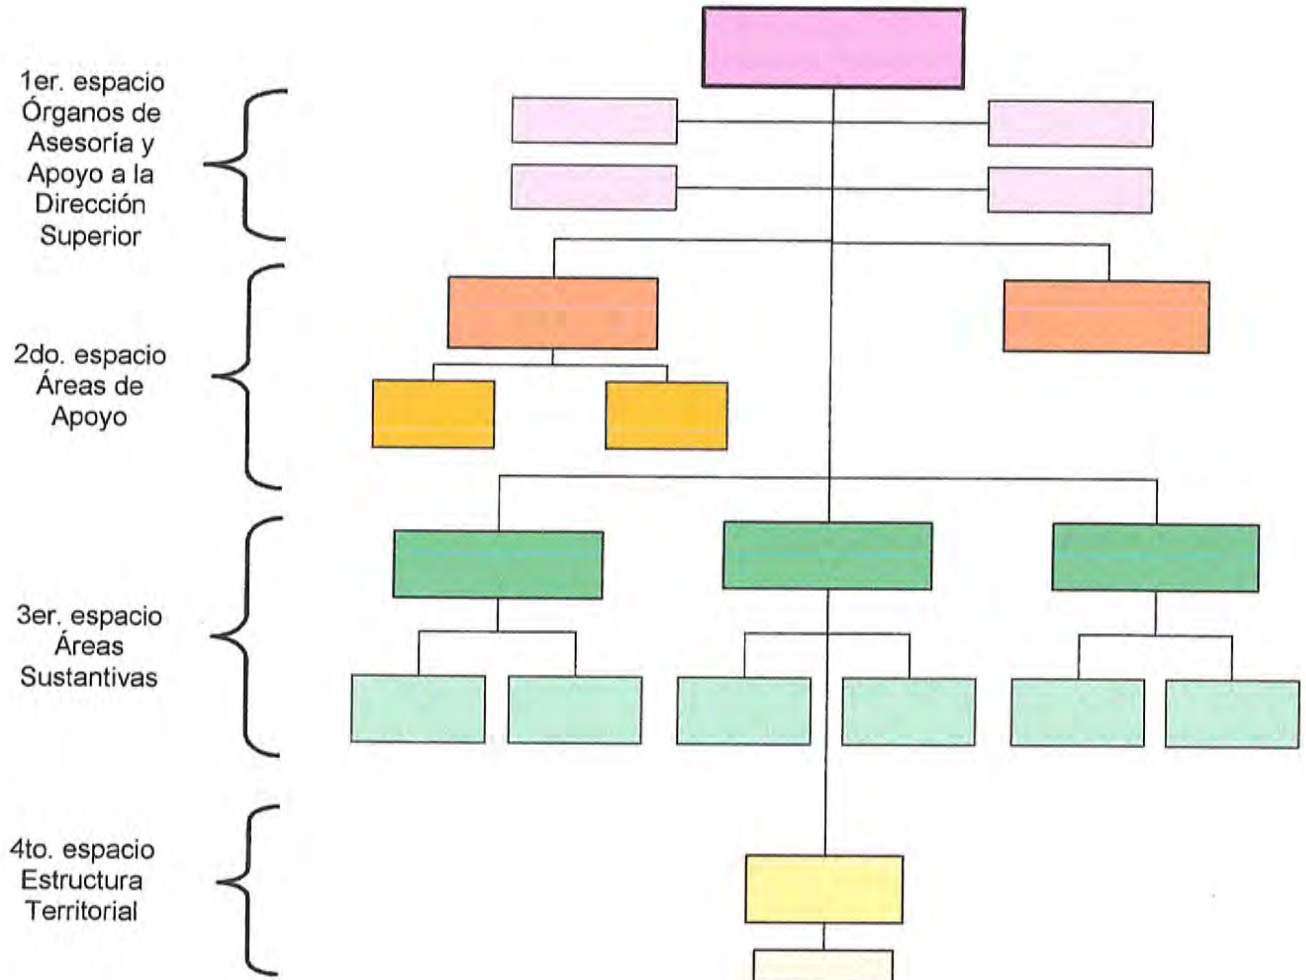 1er. espacio
Órganos de
Asesoría y
Apoyo a la
Dirección
Superior
2do. espacio
Áreas de
Apoyo
3er. espacio
Áreas
Sustantivas
4to. espacio
Estructura
Territorial